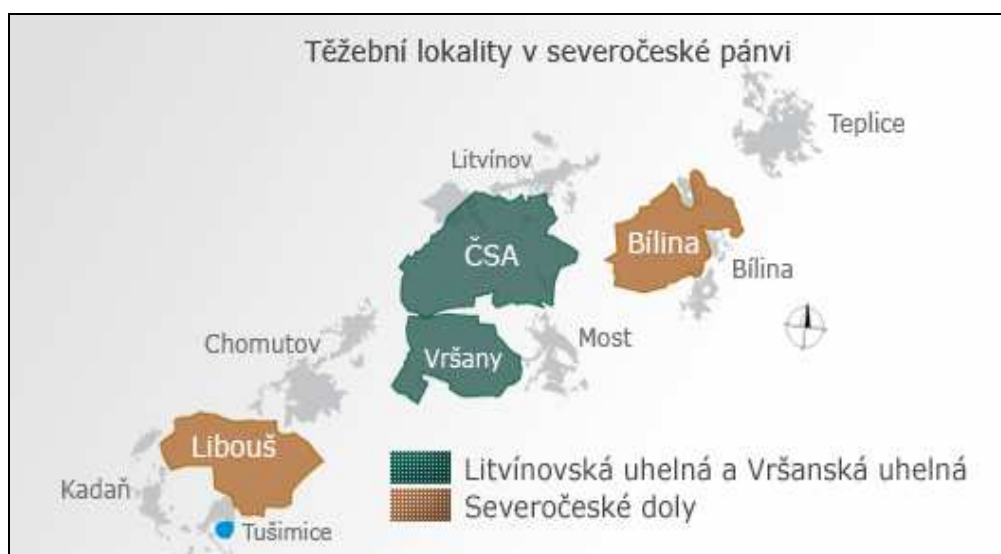 Těžební lokality v severočeské pánvi
Teplice
Litvínov
ČSA
Bílina
Bílina
Chomutov
Most
Vršany
Libouš
Kadaň
Tušimice
Litvínovská uhelná a Vršanská uhelná
Severočeské doly